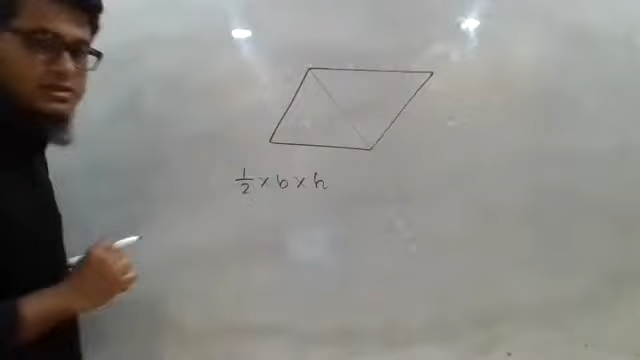 1/2 × b × h